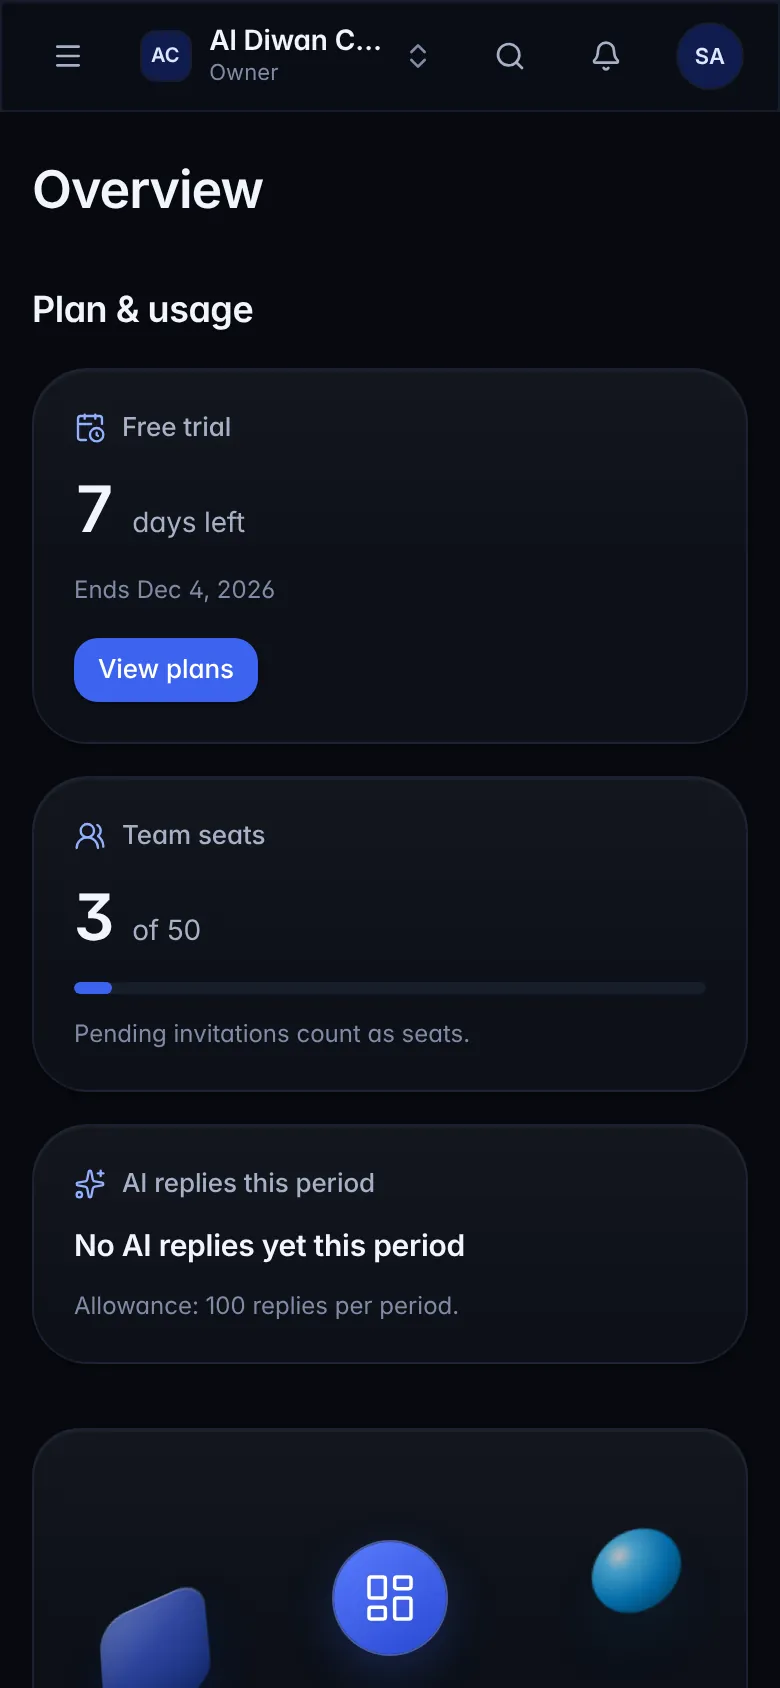 AC
Al Diwan C...
Owner
SA
Overview
Plan & usage
Free trial
7 days left
Ends Dec 4, 2026
View plans
Team seats
3 of 50
Pending invitations count as seats.
AI replies this period
No AI replies yet this period
Allowance: 100 replies per period.